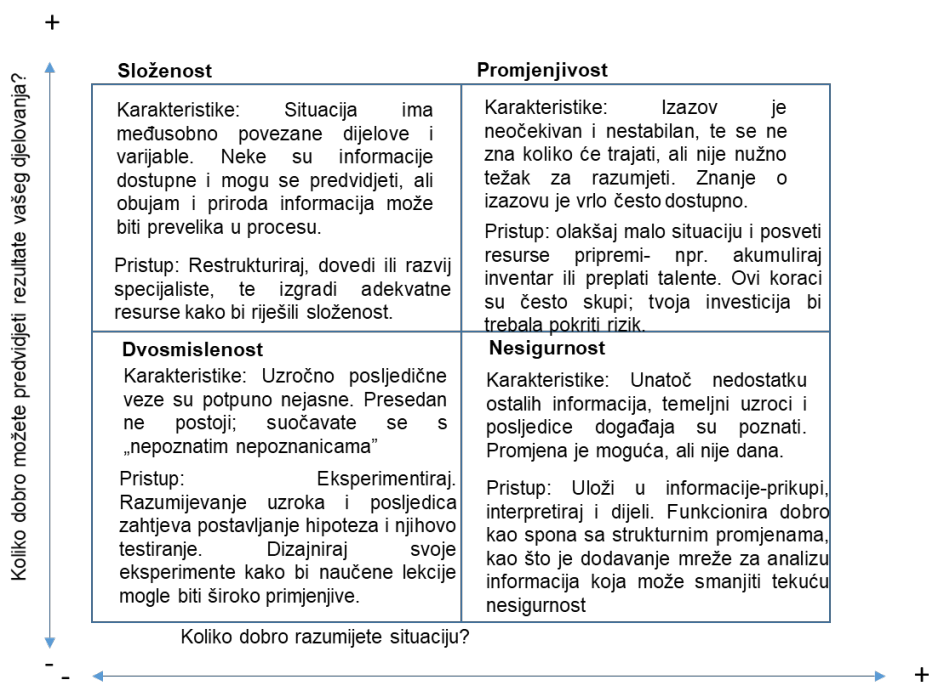 +
Koliko dobro možete predvidjeti rezultate vašeg djelovanja?
Složenost
Karakteristike: Situacija ima
međusobno povezane dijelove i
varijable. Neke su informacije
dostupne i mogu se predvidjeti, ali
obujam i priroda informacija može
biti prevelika u procesu.
Pristup: Restrukturiraj, dovedi ili razvij
specijaliste, te izgradi adekvatne
resurse kako bi riješili složenost.
Promjenjivost
Karakteristike: Izazov je
neočekivan i nestabilan, te se ne
zna koliko će trajati, ali nije nužno
težak za razumjeti. Znanje o
izazovu je vrlo često dostupno.
Pristup: olakšaj malo situaciju i posveti
resurse pripremi- npr. akumuliraj
inventar ili preplati talente. Ovi koraci
su često skupi; tvoja investicija bi
trebala pokriti rizik.
Dvosmislenost
Karakteristike: Uzročno posljedične
veze su potpuno nejasne. Presedan
ne postoji; suočavate se s
„nepoznatim nepoznanicama”
Pristup: Eksperimentiraj.
Razumijevanje uzroka i posljedica
zahtjeva postavljanje hipoteza i njihovo
testiranje. Dizajniraj svoje
eksperimente kako bi naučene lekcije
mogle biti široko primjenjive.
Nesigurnost
Karakteristike: Unatoč nedostatku
ostalih informacija, temeljni uzroci i
posljedice događaja su poznati.
Promjena je moguća, ali nije dana.
Pristup: Uloži u informacije-prikupi,
interpretiraj i dijeli. Funkcionira dobro
kao spona sa strukturnim promjenama,
kao što je dodavanje mreže za analizu
informacija koja može smanjiti tekuću
nesigurnost
Koliko dobro razumijete situaciju?
-
-
+